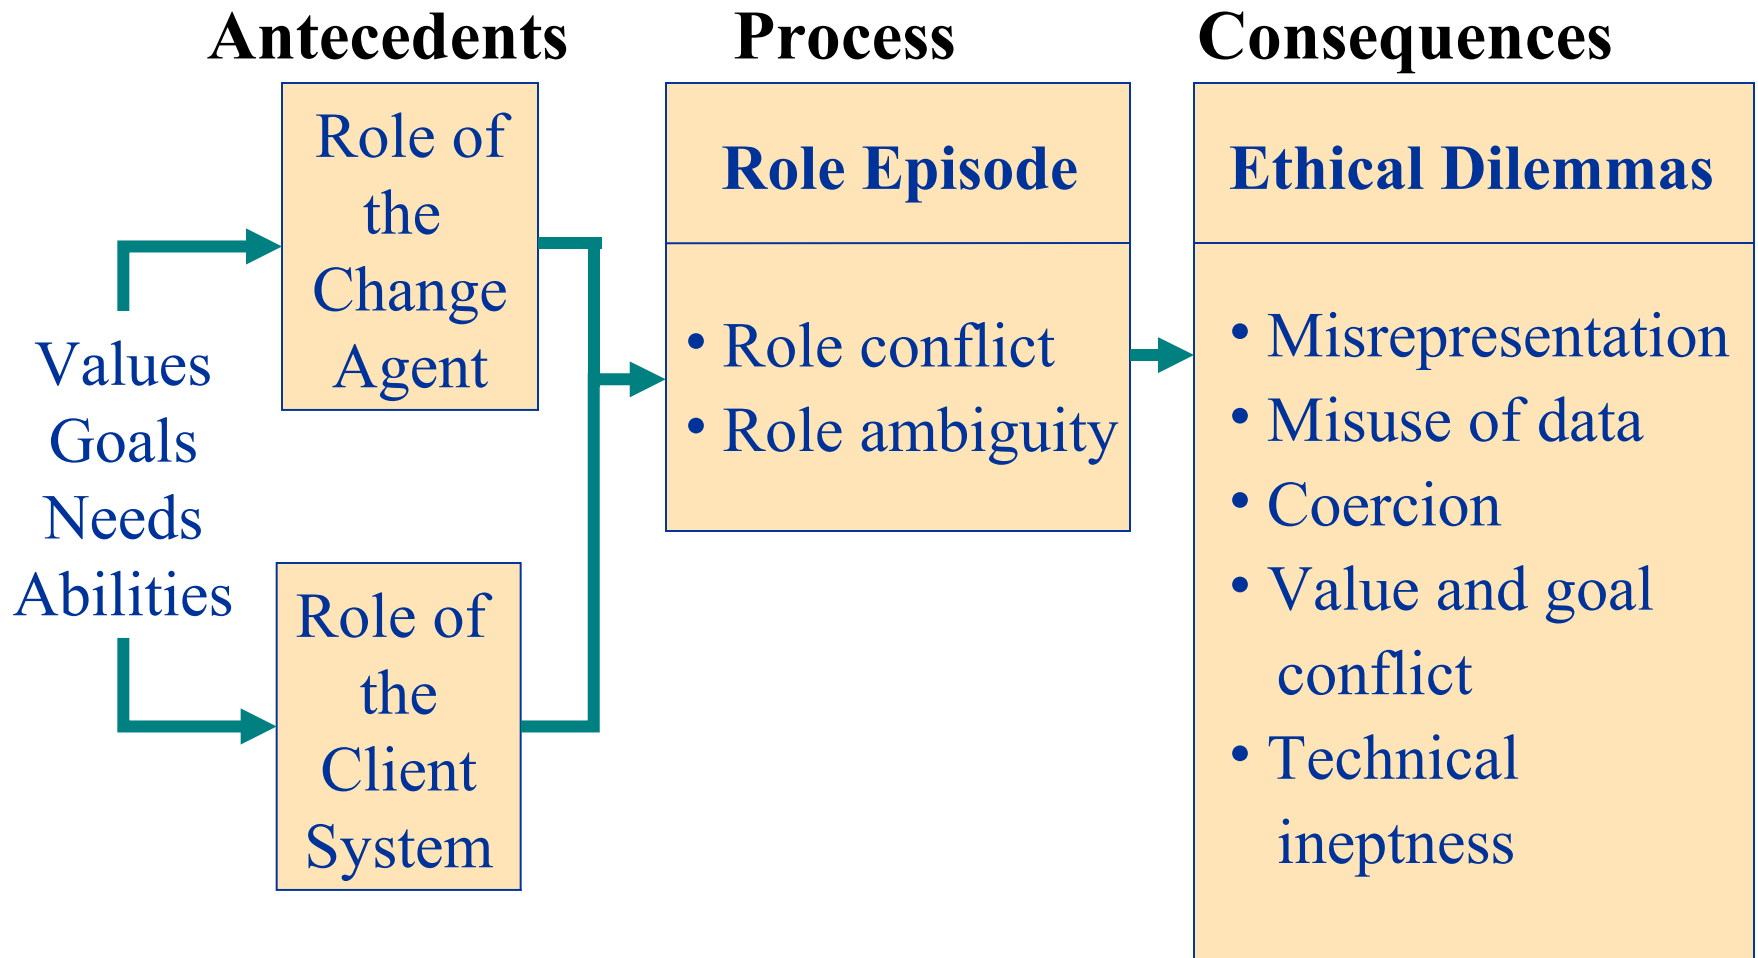 Antecedents
Process
Consequences
Values
Goals
Needs
Abilities
Role of
the
Change
Agent
Role of
the
Client
System
Role Episode
• Role conflict
• Role ambiguity
Ethical Dilemmas
• Misrepresentation
• Misuse of data
• Coercion
• Value and goal
conflict
• Technical
ineptness